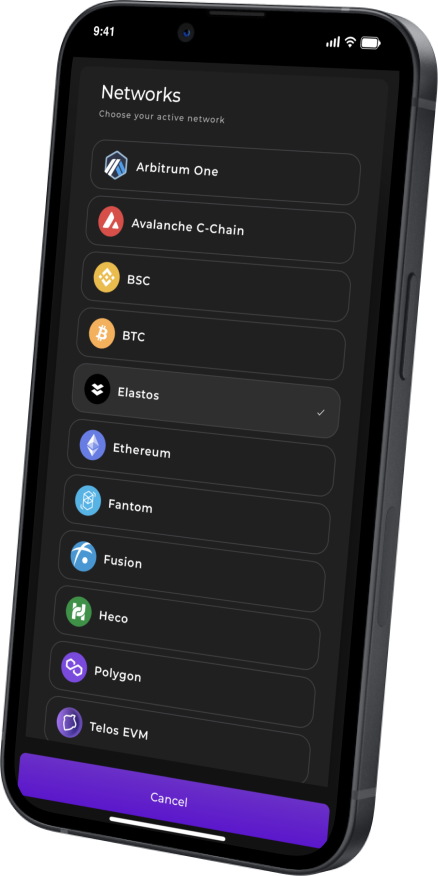 9:41
Networks
Choose your active network
Arbitrum One
Avalanche C-Chain
BSC
BTC
Elastos
Ethereum
Fantom
Fusion
Heco
Polygon
Telos EVM
Cancel